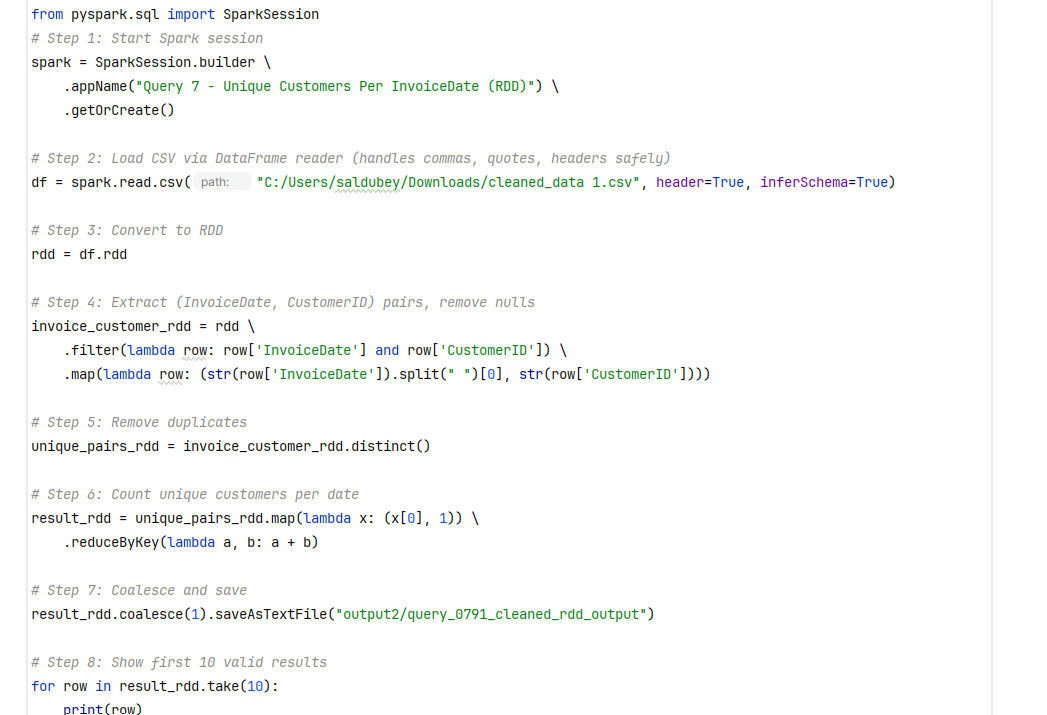 from pyspark.sql import SparkSession
# Step 1: Start Spark session
spark = SparkSession.builder \
    .appName("Query 7 - Unique Customers Per InvoiceDate (RDD)") \
    .getOrCreate()

# Step 2: Load CSV via DataFrame reader (handles commas, quotes, headers safely)
df = spark.read.csv( path: "C:/Users/saldubey/Downloads/cleaned_data 1.csv", header=True, inferSchema=True)

# Step 3: Convert to RDD
rdd = df.rdd

# Step 4: Extract (InvoiceDate, CustomerID) pairs, remove nulls
invoice_customer_rdd = rdd \
    .filter(lambda row: row['InvoiceDate'] and row['CustomerID']) \
    .map(lambda row: (str(row['InvoiceDate']).split(" ")[0], str(row['CustomerID'])))

# Step 5: Remove duplicates
unique_pairs_rdd = invoice_customer_rdd.distinct()

# Step 6: Count unique customers per date
result_rdd = unique_pairs_rdd.map(lambda x: (x[0], 1)) \
    .reduceByKey(lambda a, b: a + b)

# Step 7: Coalesce and save
result_rdd.coalesce(1).saveAsTextFile("output2/query_0791_cleaned_rdd_output")

# Step 8: Show first 10 valid results
for row in result_rdd.take(10):
    print(row)